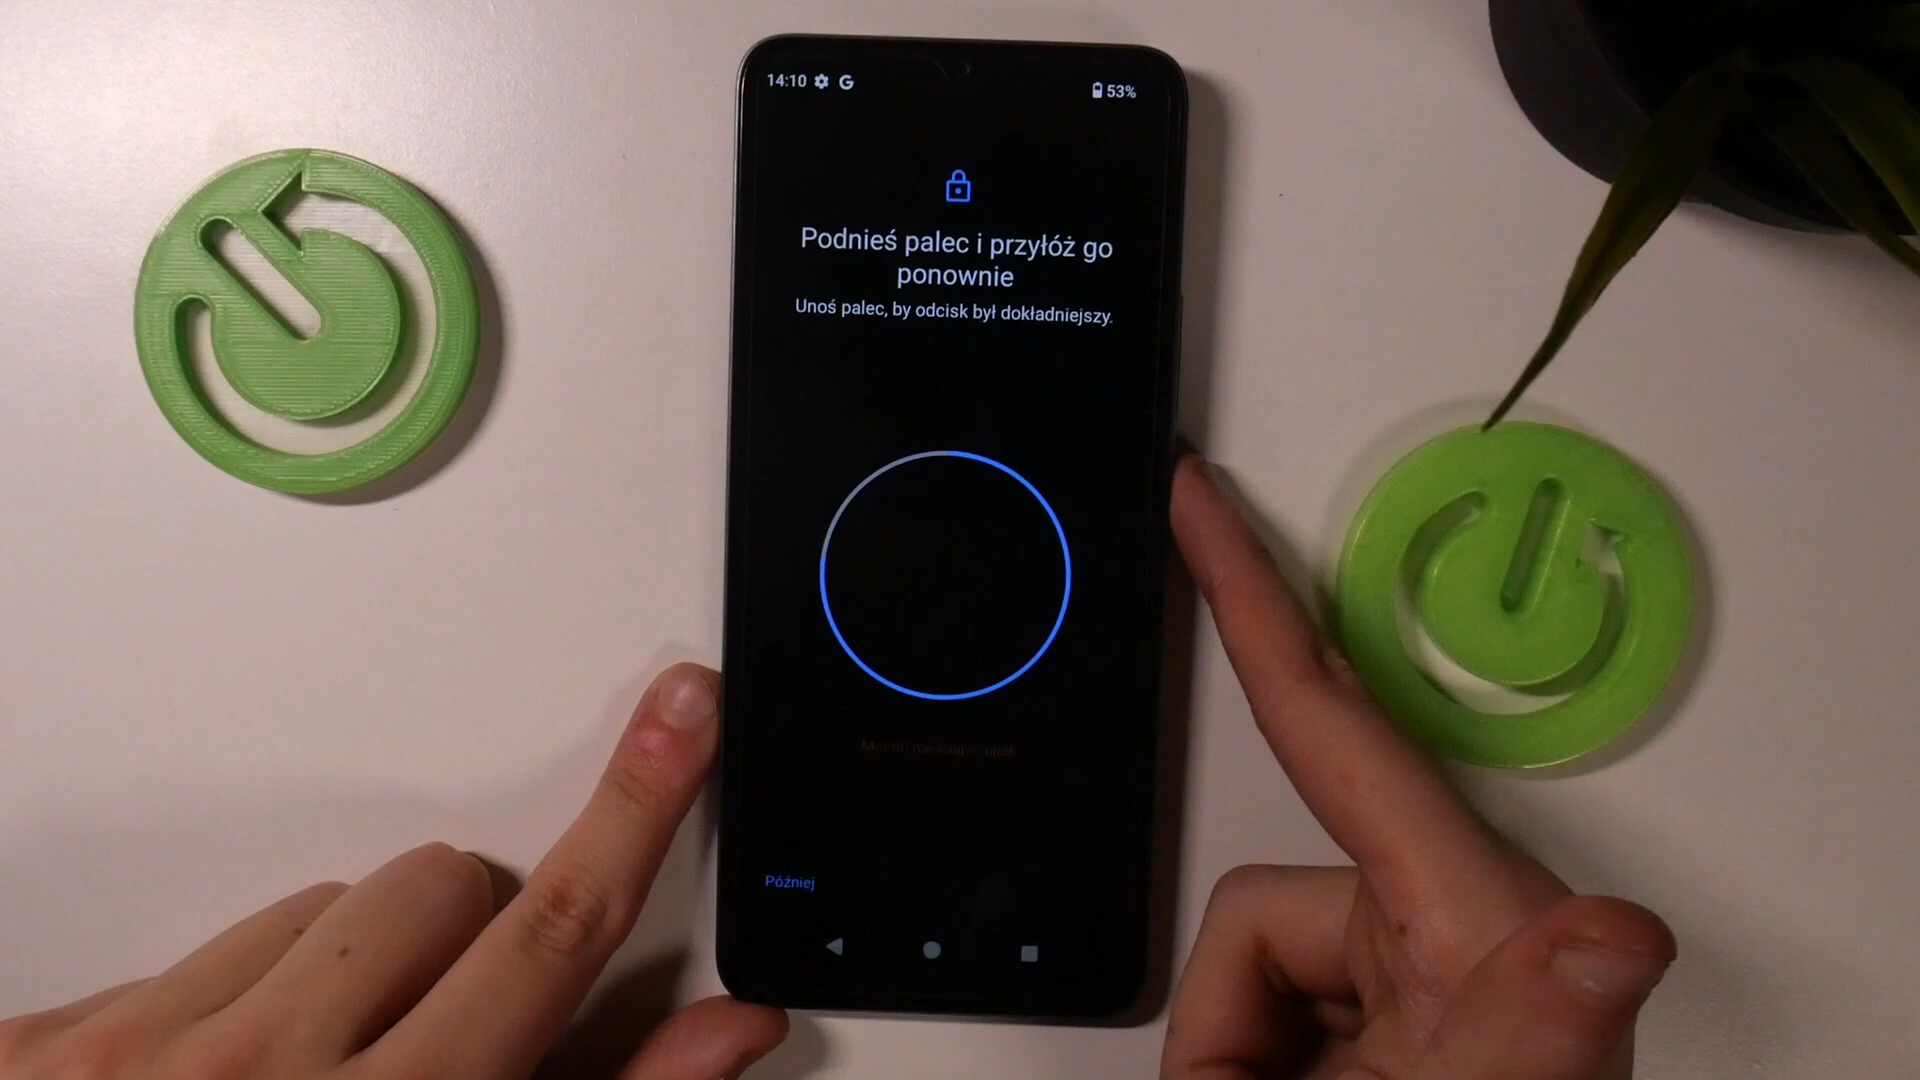 14:10 G
53%
Podnieś palec i przyłóż go
ponownie
Unoś palec, by odcisk był dokładniejszy.
Później